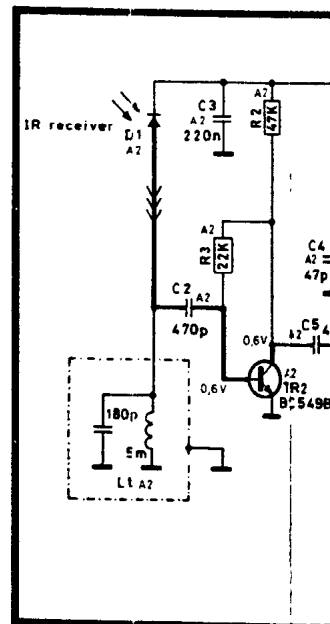 IR receiver
D1
A2
C3
A2
220n
A2
R2
47K
A2
R3
22K
C4
A2
47p
C2
A2
470p
0,6V
A2
C5
0,6V
A2
TR2
BC549B
180p
5m
Lt A2